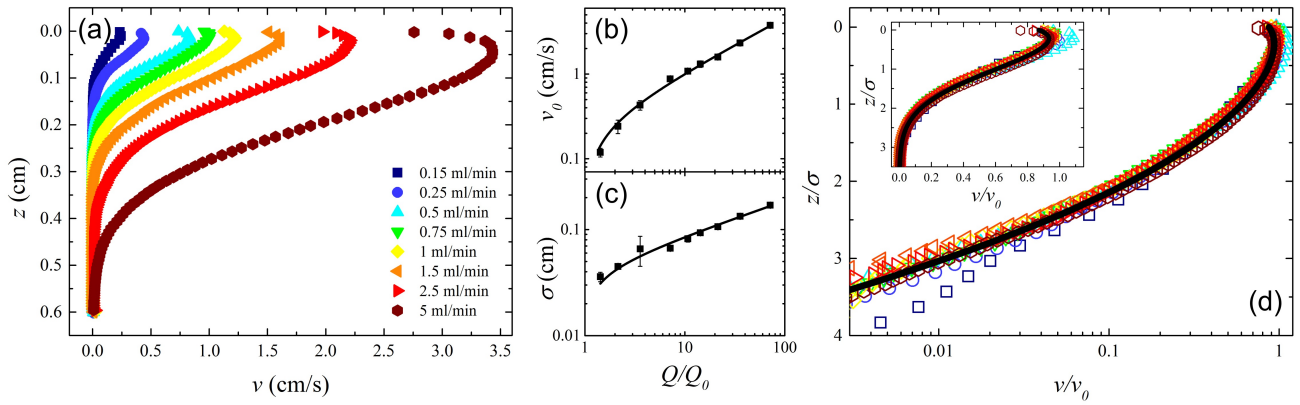 (a)
0.0
0.1
0.2
0.3
0.4
0.5
0.6
z (cm)
0.15 ml/min
0.25 ml/min
0.5 ml/min
0.75 ml/min
1 ml/min
1.5 ml/min
2.5 ml/min
5 ml/min
0.0 0.5 1.0 1.5 2.0 2.5 3.0 3.5
v (cm/s)
(b)
1
0.1
v₀ (cm/s)
(c)
0.1
0.01
σ (cm)
1 10 100
Q/Q₀
(d)
0
1
2
3
4
z/σ
0.01 0.1 1
v/v₀
0
1
2
3
z/σ
0.0 0.2 0.4 0.6 0.8 1.0
v/v₀